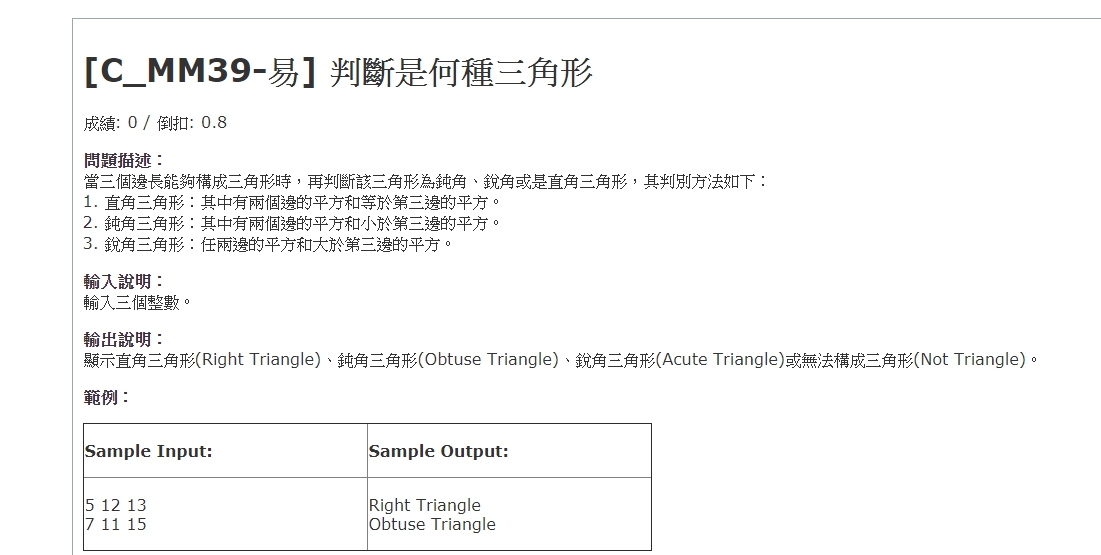 [C_MM39-易] 判斷是何種三角形
成績: 0 / 倒扣: 0.8
問題描述：
當三個邊長能夠構成三角形時，再判斷該三角形為鈍角、銳角或是直角三角形，其判別方法如下：
1. 直角三角形：其中有兩個邊的平方和等於第三邊的平方。
2. 鈍角三角形：其中有兩個邊的平方和小於第三邊的平方。
3. 銳角三角形：任兩邊的平方和大於第三邊的平方。
輸入說明：
輸入三個整數。
輸出說明：
顯示直角三角形(Right Triangle)、鈍角三角形(Obtuse Triangle)、銳角三角形(Acute Triangle)或無法構成三角形(Not Triangle)。
範例：
Sample Input: Sample Output:
5 12 13 Right Triangle
7 11 15 Obtuse Triangle